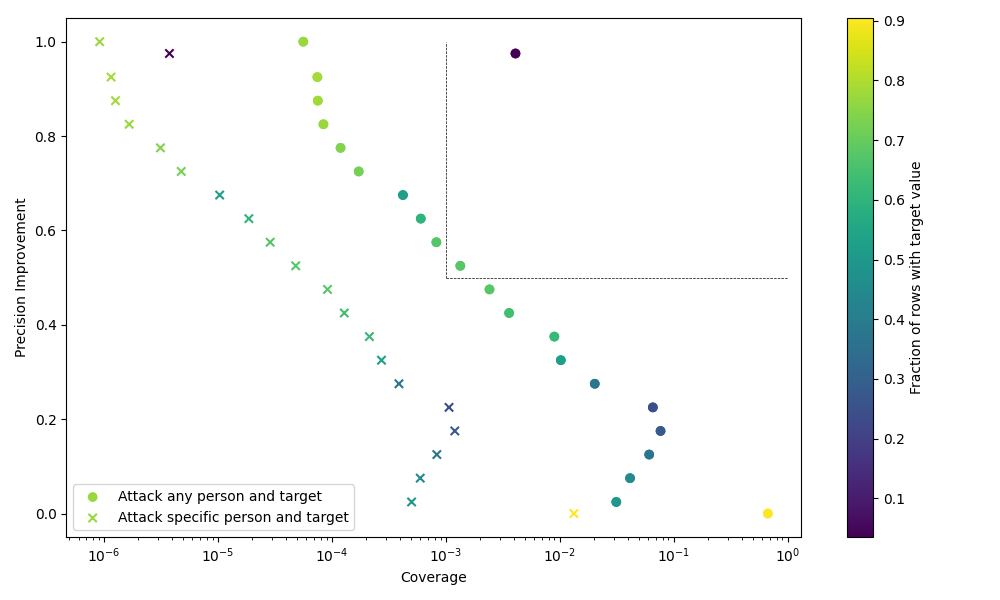 1.0
0.8
0.6
0.4
0.2
0.0
Precision Improvement
Attack any person and target
Attack specific person and target
10⁻⁶ 10⁻⁵ 10⁻⁴ 10⁻³ 10⁻² 10⁻¹ 10⁰
Coverage
0.9
0.8
0.7
0.6
0.5
0.4
0.3
0.2
0.1
Fraction of rows with target value